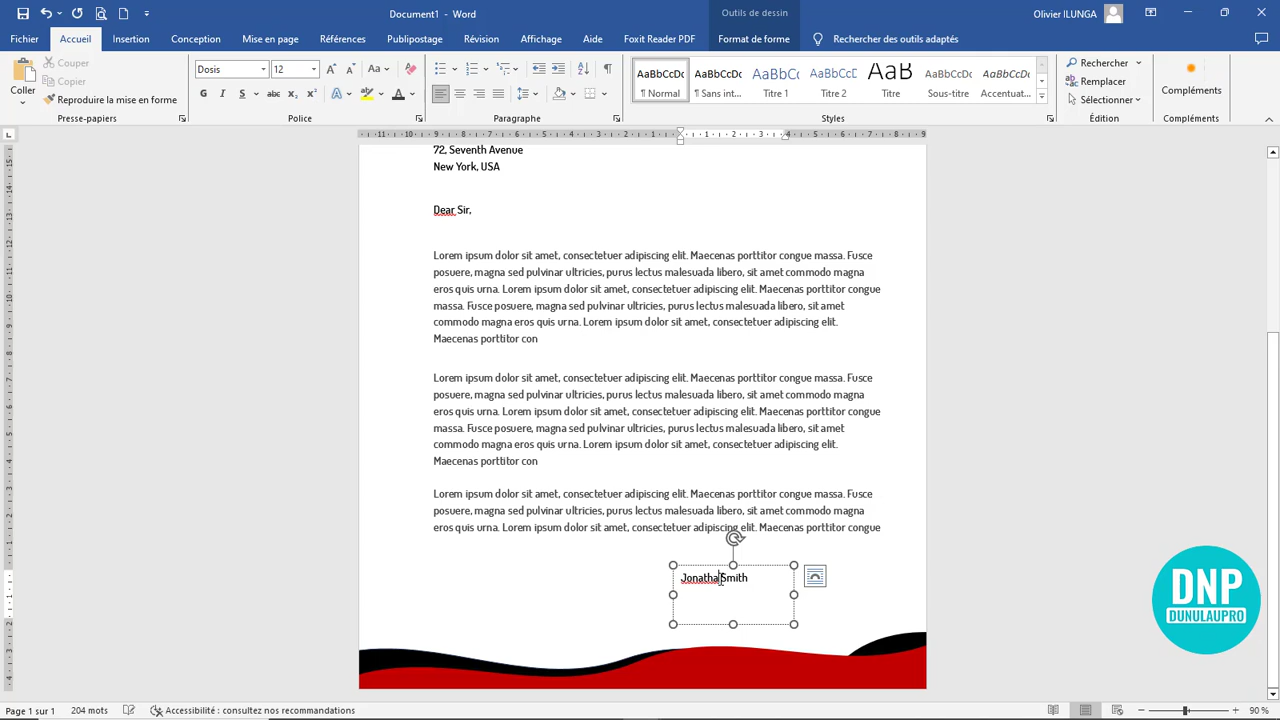 Document1 - Word
Outils de dessin
Olivier ILUNGA
Fichier Accueil Insertion Conception Mise en page Références Publipostage Révision Affichage Aide Foxit Reader PDF Format de forme Rechercher des outils adaptés
Coller
Couper
Copier
Reproduire la mise en forme
Presse-papiers
Dosis 12
Police
Paragraphe
AaBbCcDc AaBbCcDc AaBbCc AaBbCcD AaB AaBbCcD AaBbCcDc
¶ Normal ¶ Sans int... Titre 1 Titre 2 Titre Sous-titre Accentuat...
Styles
Rechercher
Remplacer
Sélectionner
Édition
Compléments
Compléments
72, Seventh Avenue
New York, USA
Dear Sir,
Lorem ipsum dolor sit amet, consectetuer adipiscing elit. Maecenas porttitor congue massa. Fusce
posuere, magna sed pulvinar ultricies, purus lectus malesuada libero, sit amet commodo magna
eros quis urna. Lorem ipsum dolor sit amet, consectetuer adipiscing elit. Maecenas porttitor congue
massa. Fusce posuere, magna sed pulvinar ultricies, purus lectus malesuada libero, sit amet
commodo magna eros quis urna. Lorem ipsum dolor sit amet, consectetuer adipiscing elit.
Maecenas porttitor con
Lorem ipsum dolor sit amet, consectetuer adipiscing elit. Maecenas porttitor congue massa. Fusce
posuere, magna sed pulvinar ultricies, purus lectus malesuada libero, sit amet commodo magna
eros quis urna. Lorem ipsum dolor sit amet, consectetuer adipiscing elit. Maecenas porttitor congue
massa. Fusce posuere, magna sed pulvinar ultricies, purus lectus malesuada libero, sit amet
commodo magna eros quis urna. Lorem ipsum dolor sit amet, consectetuer adipiscing elit.
Maecenas porttitor con
Lorem ipsum dolor sit amet, consectetuer adipiscing elit. Maecenas porttitor congue massa. Fusce
posuere, magna sed pulvinar ultricies, purus lectus malesuada libero, sit amet commodo magna
eros quis urna. Lorem ipsum dolor sit amet, consectetuer adipiscing elit. Maecenas porttitor congue
Jonatha Smith
DNP
DUNULAUPRO
Page 1 sur 1 204 mots Accessibilité : consultez nos recommandations 90 %